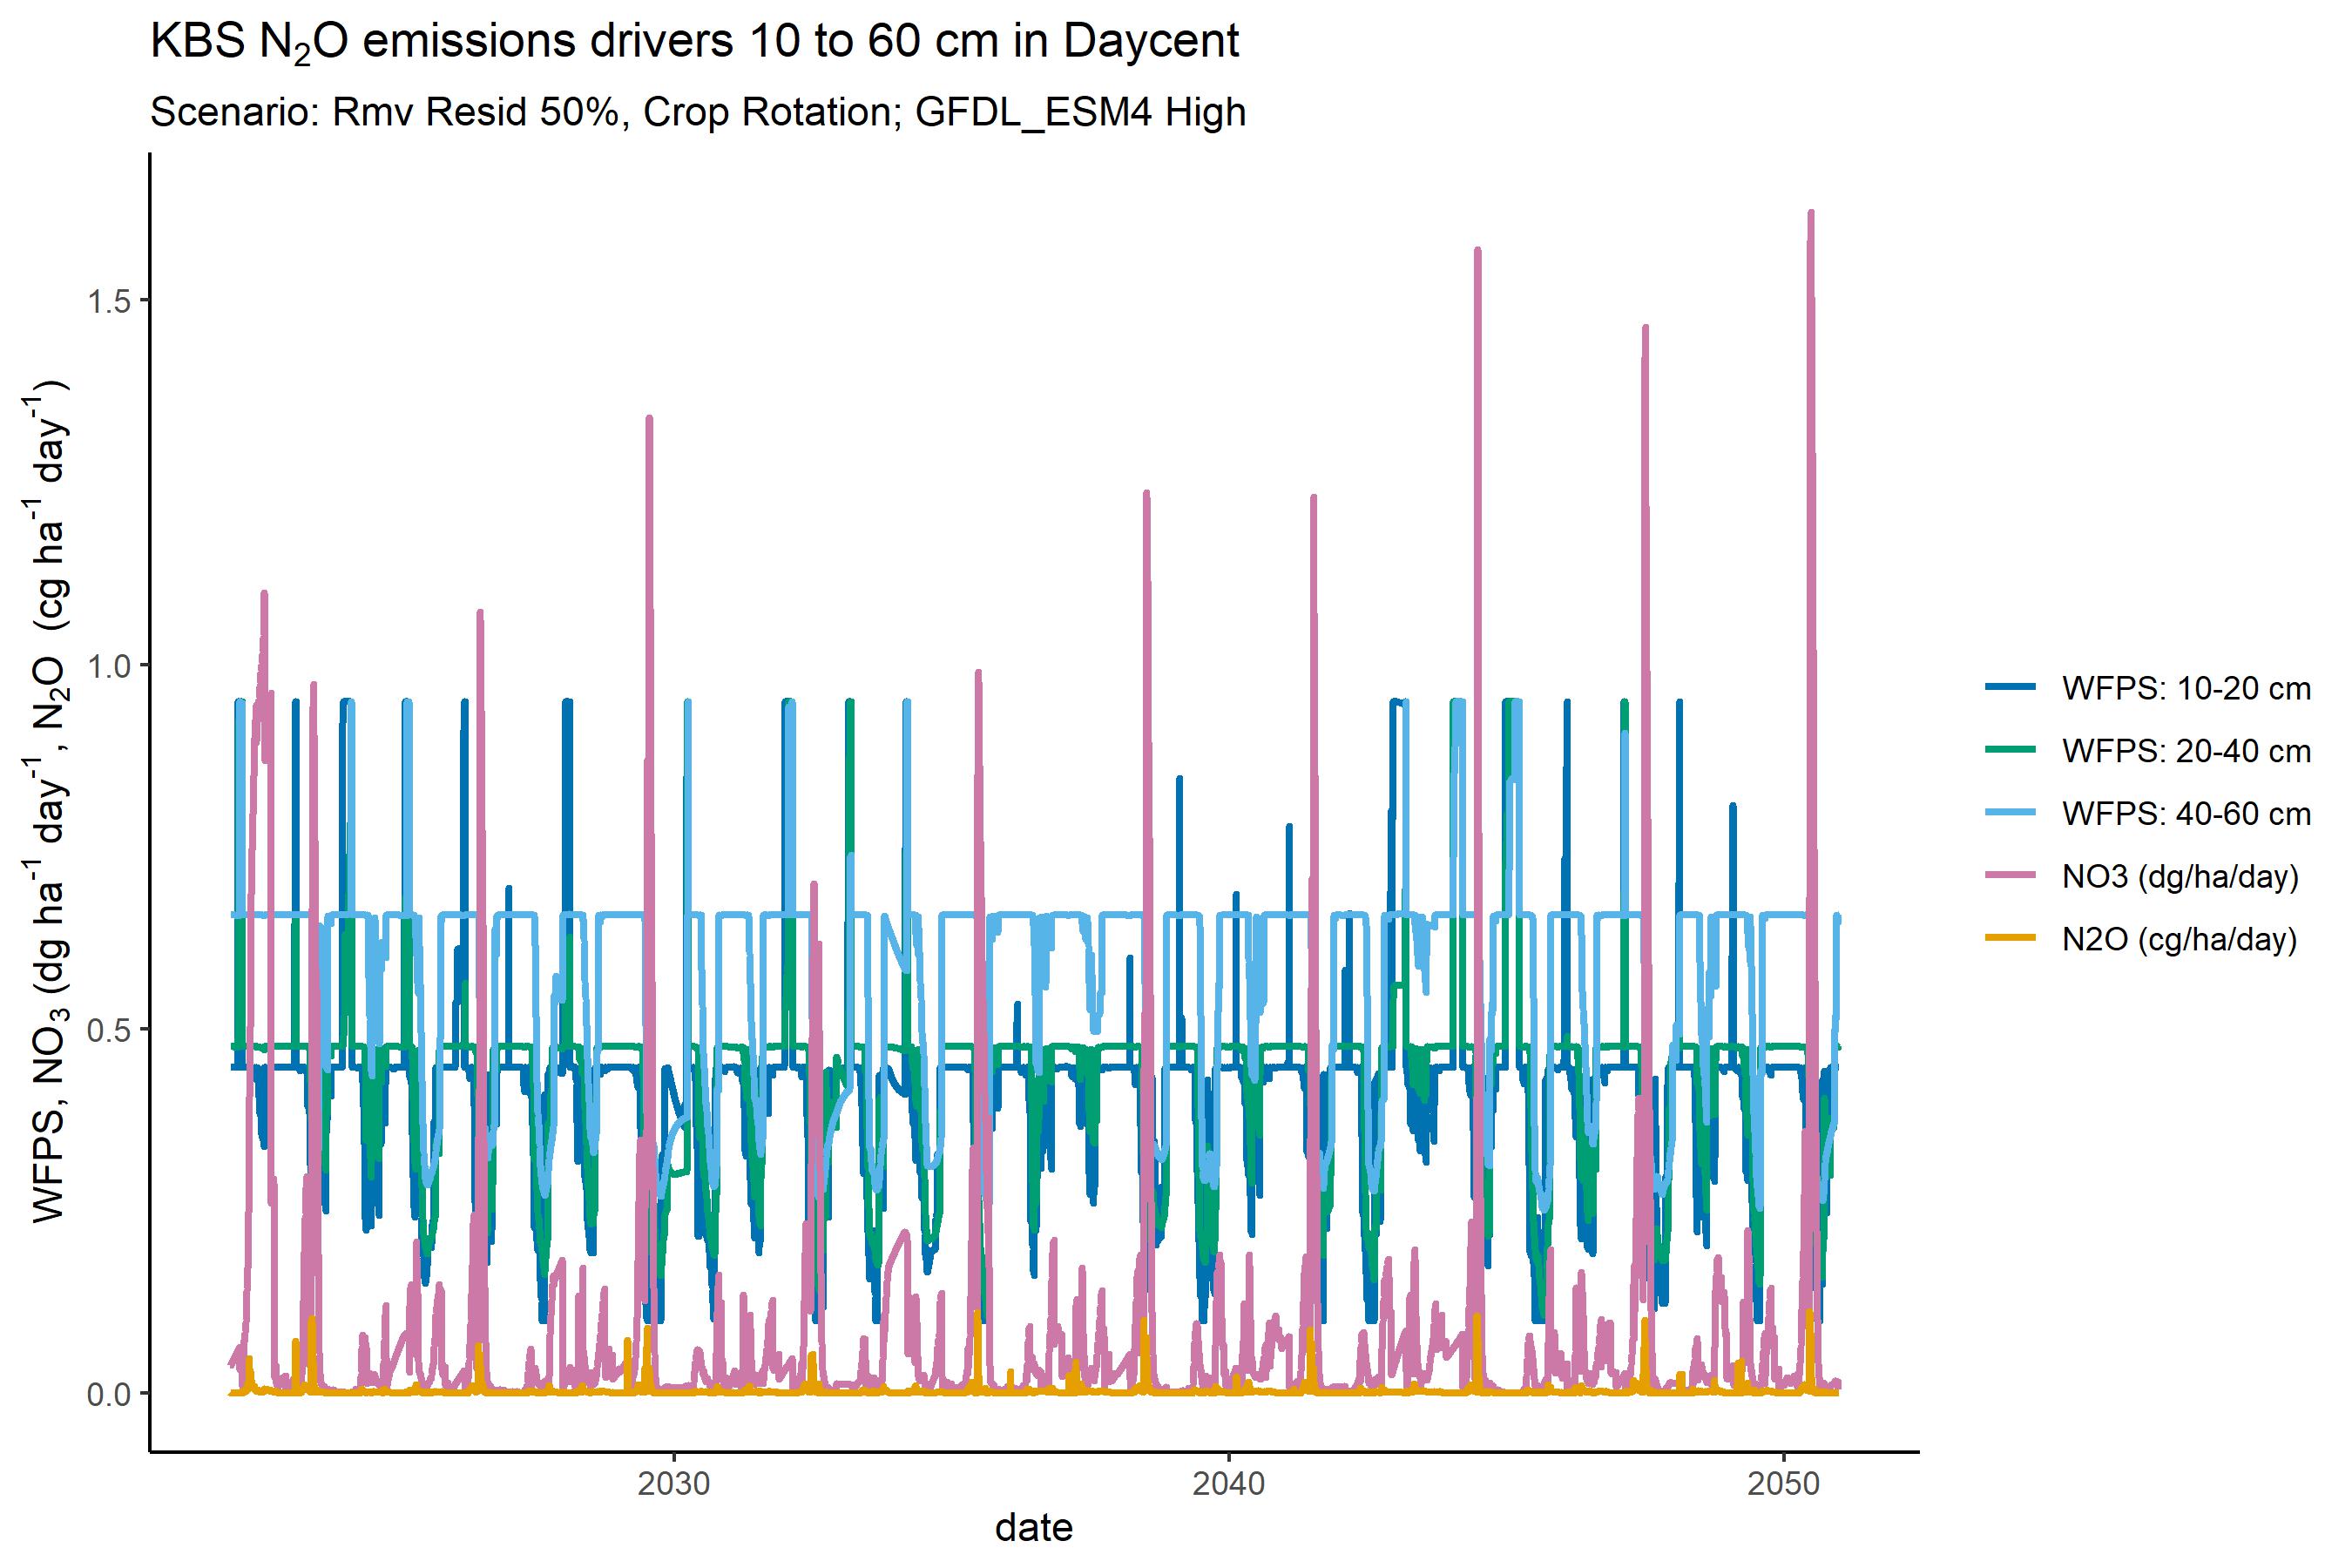 KBS N₂O emissions drivers 10 to 60 cm in Daycent
Scenario: Rmv Resid 50%, Crop Rotation; GFDL_ESM4 High
WFPS, NO₃ (dg ha⁻¹ day⁻¹, N₂O (cg ha⁻¹ day⁻¹)
1.5
1.0
0.5
0.0
2030 2040 2050
date
WFPS: 10-20 cm
WFPS: 20-40 cm
WFPS: 40-60 cm
NO3 (dg/ha/day)
N2O (cg/ha/day)